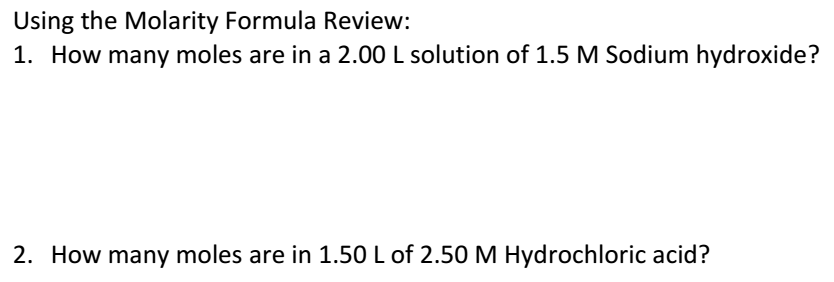 Using the Molarity Formula Review:
1. How many moles are in a 2.00 L solution of 1.5 M Sodium hydroxide?
2. How many moles are in 1.50 L of 2.50 M Hydrochloric acid?